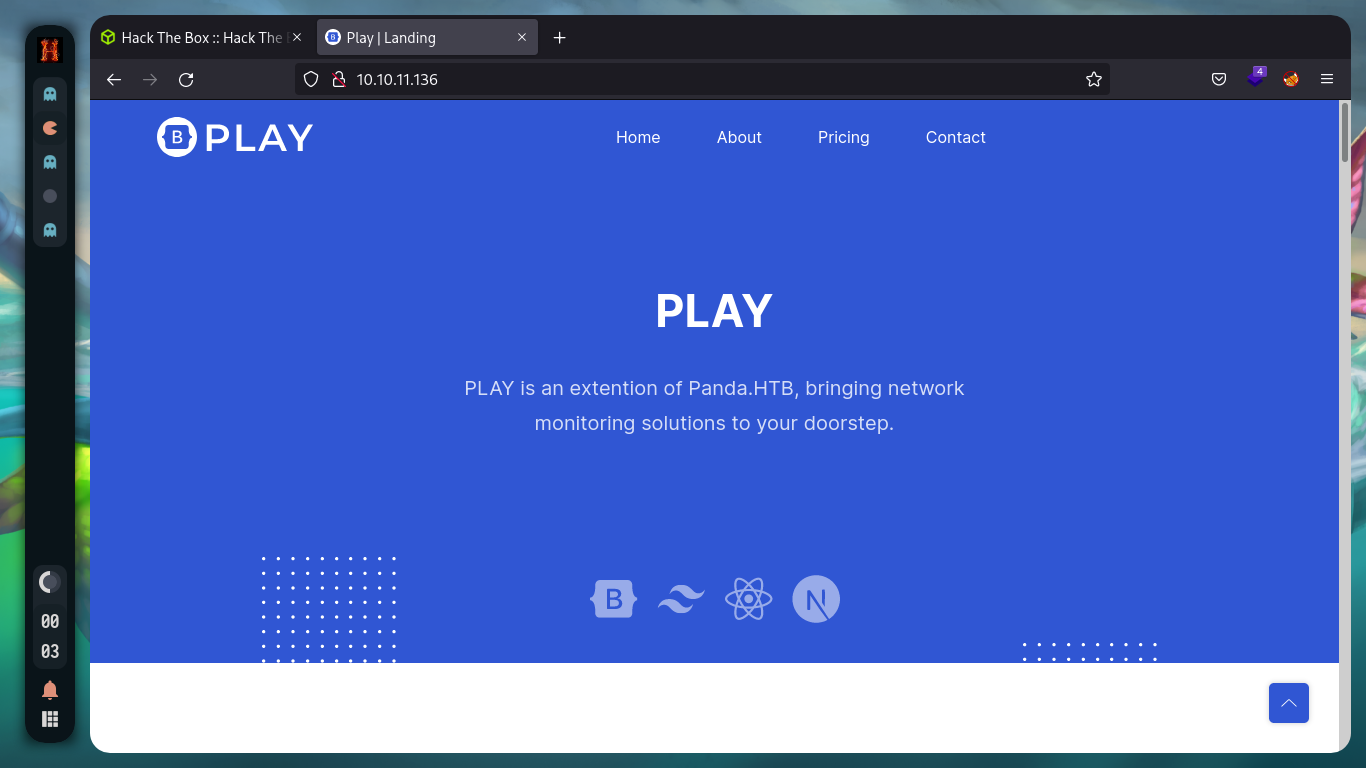 Hack The Box :: Hack The
Play | Landing
10.10.11.136
4
B PLAY
Home About Pricing Contact
PLAY
PLAY is an extention of Panda.HTB, bringing network
monitoring solutions to your doorstep.
B N
00
03